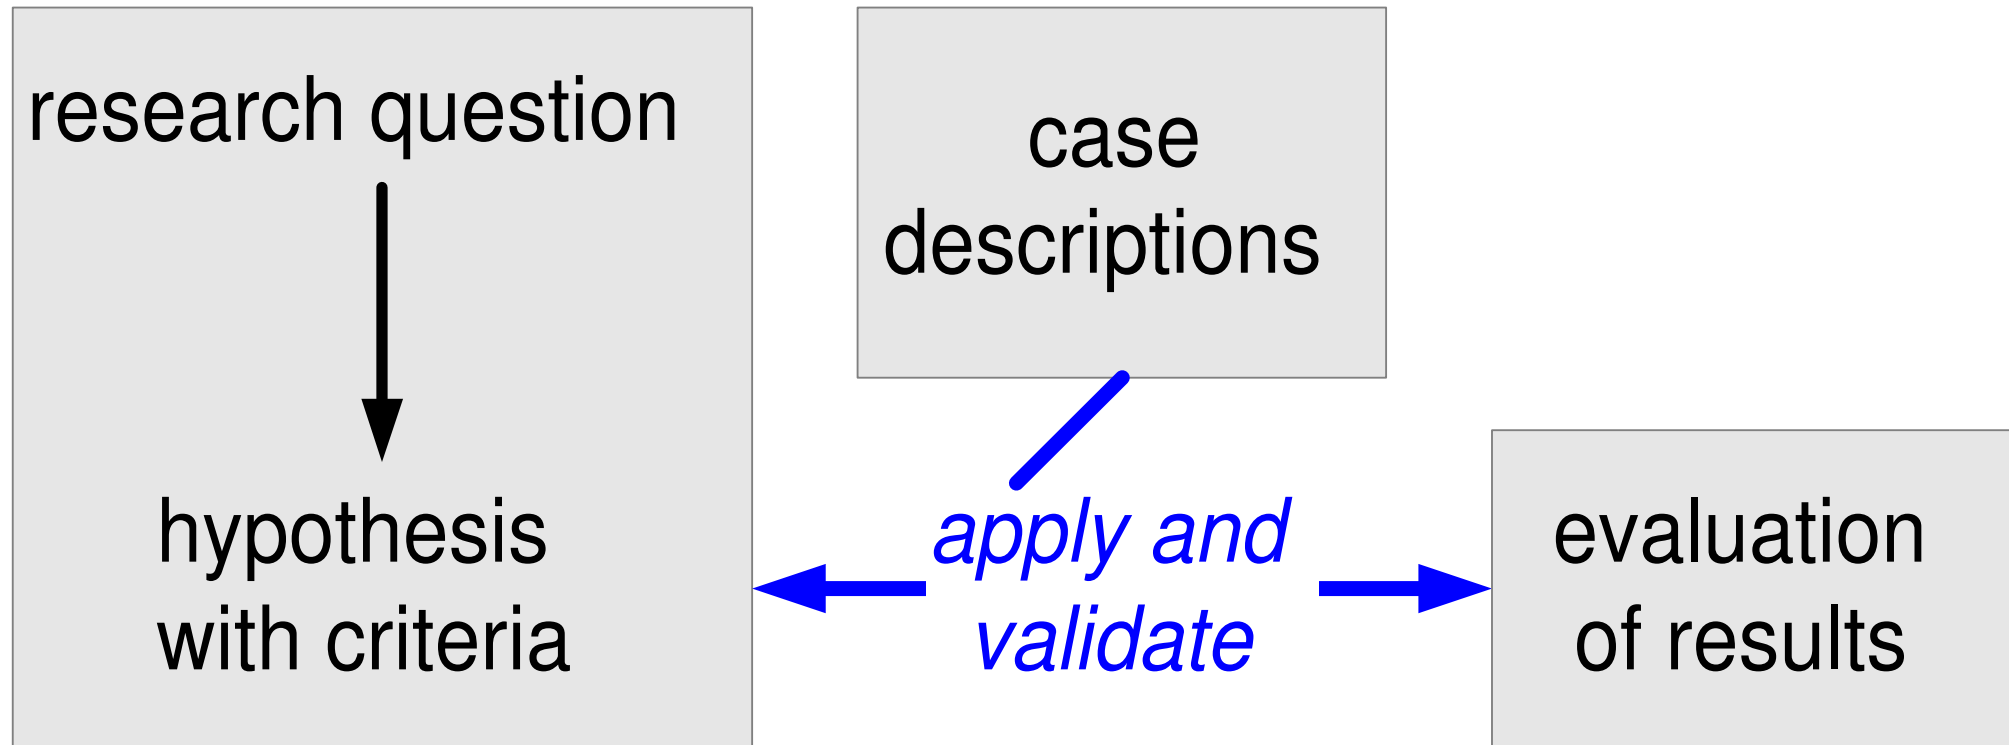 research question
hypothesis
with criteria
case
descriptions
apply and
validate
evaluation
of results